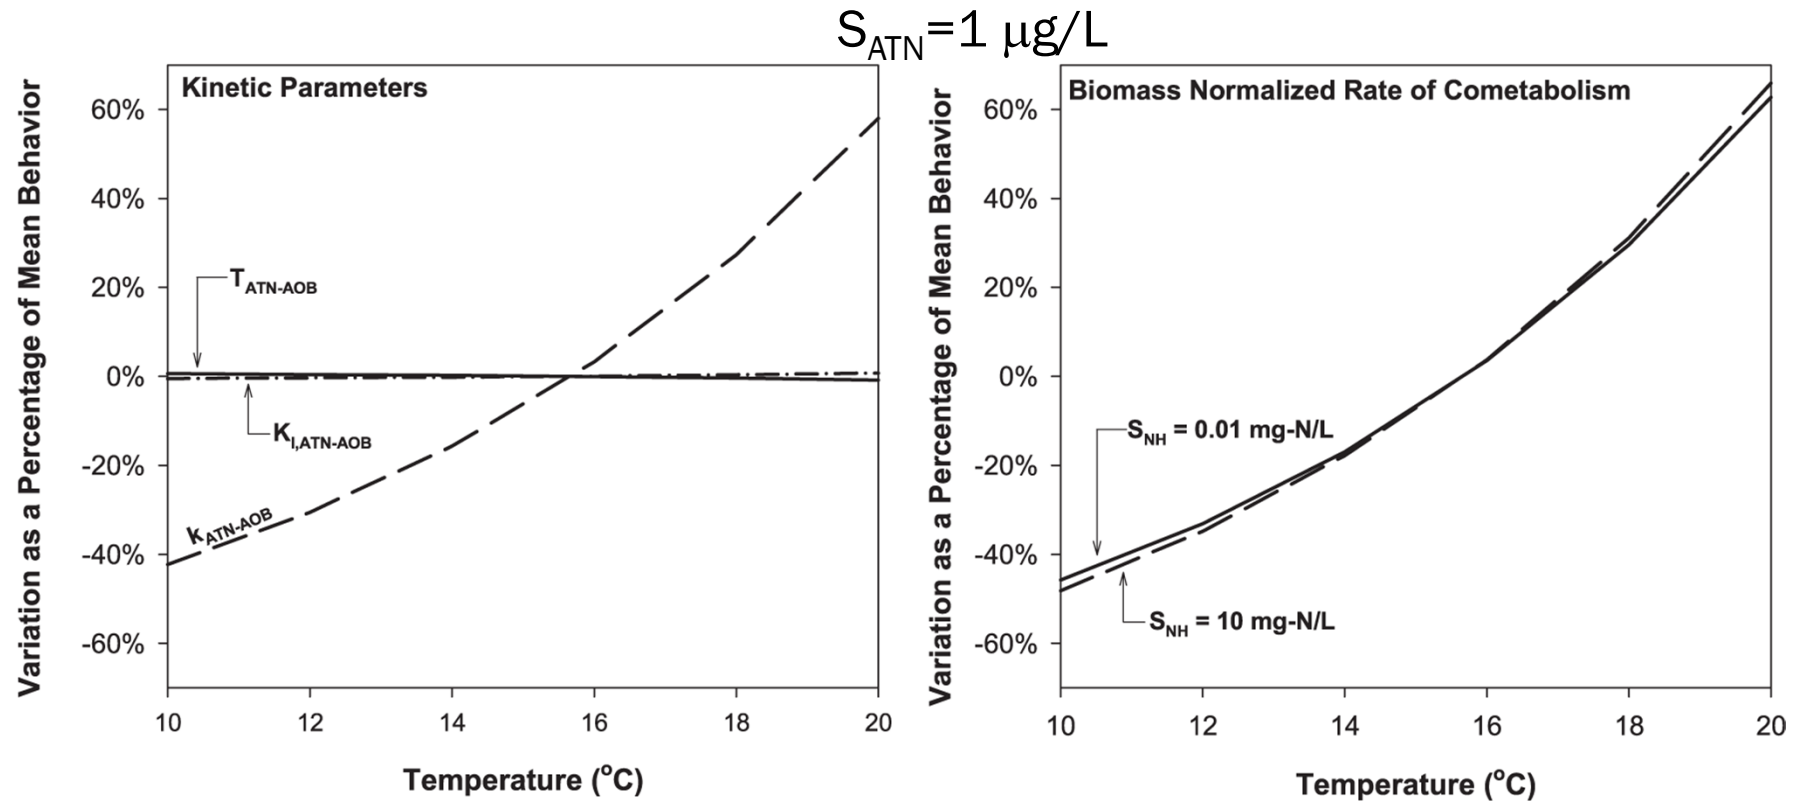 S_ATN=1 μg/L
Kinetic Parameters
Variation as a Percentage of Mean Behavior
60%
40%
20%
0%
-20%
-40%
-60%
T_ATN-AOB
K_I,ATN-AOB
k_ATN-AOB
10 12 14 16 18 20
Temperature (°C)
Biomass Normalized Rate of Cometabolism
Variation as a Percentage of Mean Behavior
60%
40%
20%
0%
-20%
-40%
-60%
S_NH = 0.01 mg-N/L
S_NH = 10 mg-N/L
10 12 14 16 18 20
Temperature (°C)